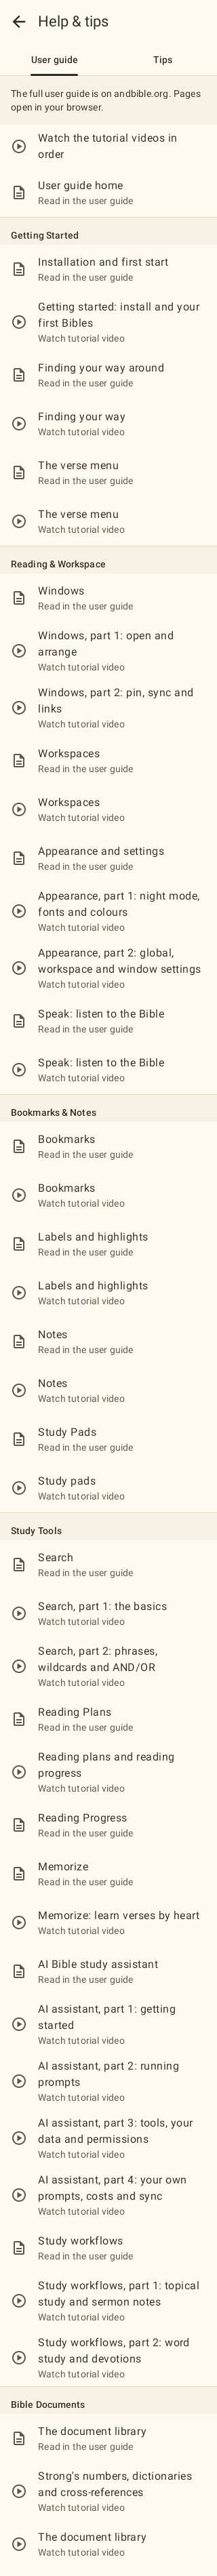 Help & tips
User guide
Tips
The full user guide is on andbible.org. Pages
open in your browser.
Watch the tutorial videos in
order
User guide home
Read in the user guide
Getting Started
Installation and first start
Read in the user guide
Getting started: install and your
first Bibles
Watch tutorial video
Finding your way around
Read in the user guide
Finding your way
Watch tutorial video
The verse menu
Read in the user guide
The verse menu
Watch tutorial video
Reading & Workspace
Windows
Read in the user guide
Windows, part 1: open and
arrange
Watch tutorial video
Windows, part 2: pin, sync and
links
Watch tutorial video
Workspaces
Read in the user guide
Workspaces
Watch tutorial video
Appearance and settings
Read in the user guide
Appearance, part 1: night mode,
fonts and colours
Watch tutorial video
Appearance, part 2: global,
workspace and window settings
Watch tutorial video
Speak: listen to the Bible
Read in the user guide
Speak: listen to the Bible
Watch tutorial video
Bookmarks & Notes
Bookmarks
Read in the user guide
Bookmarks
Watch tutorial video
Labels and highlights
Read in the user guide
Labels and highlights
Watch tutorial video
Notes
Read in the user guide
Notes
Watch tutorial video
Study Pads
Read in the user guide
Study pads
Watch tutorial video
Study Tools
Search
Read in the user guide
Search, part 1: the basics
Watch tutorial video
Search, part 2: phrases,
wildcards and AND/OR
Watch tutorial video
Reading Plans
Read in the user guide
Reading plans and reading
progress
Watch tutorial video
Reading Progress
Read in the user guide
Memorize
Read in the user guide
Memorize: learn verses by heart
Watch tutorial video
AI Bible study assistant
Read in the user guide
AI assistant, part 1: getting
started
Watch tutorial video
AI assistant, part 2: running
prompts
Watch tutorial video
AI assistant, part 3: tools, your
data and permissions
Watch tutorial video
AI assistant, part 4: your own
prompts, costs and sync
Watch tutorial video
Study workflows
Read in the user guide
Study workflows, part 1: topical
study and sermon notes
Watch tutorial video
Study workflows, part 2: word
study and devotions
Watch tutorial video
Bible Documents
The document library
Read in the user guide
Strong's numbers, dictionaries
and cross-references
Watch tutorial video
The document library
Watch tutorial video